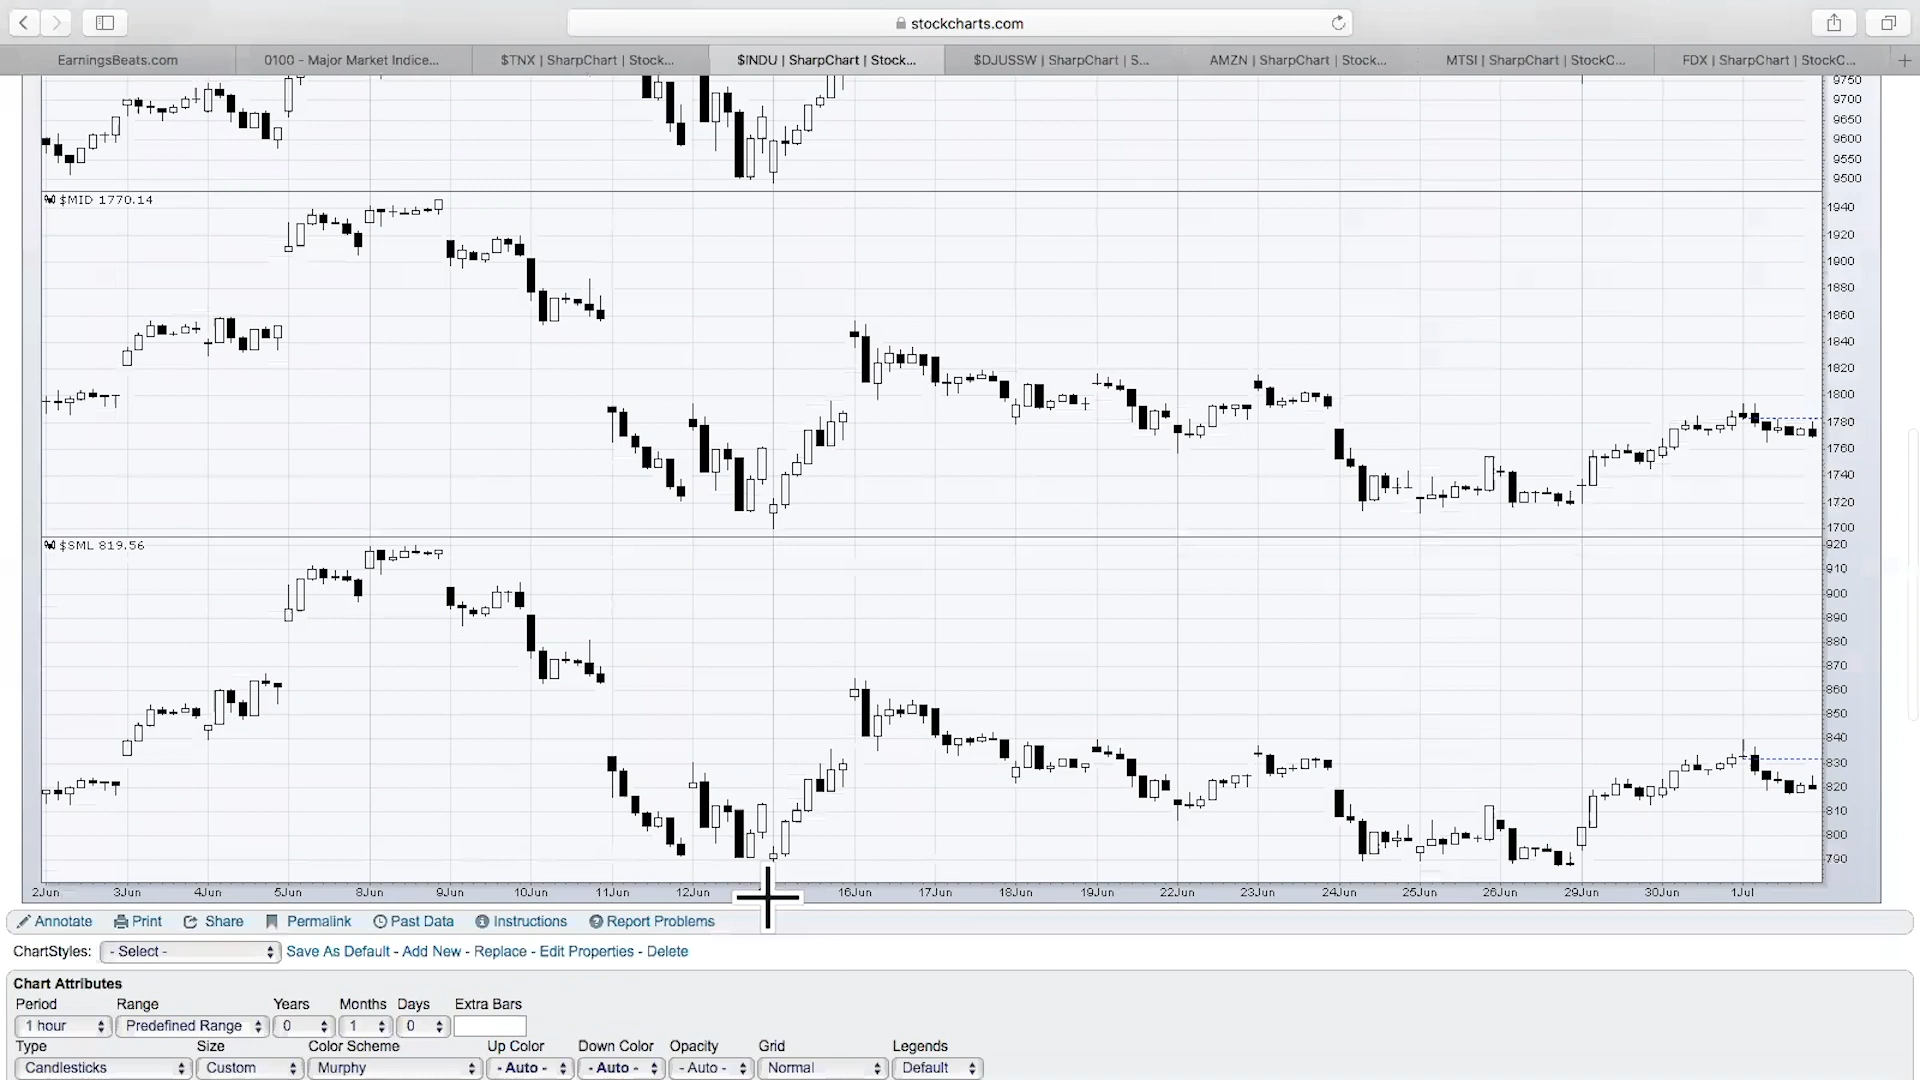 stockcharts.com
EarningsBeats.com
0100 - Major Market Indice...
$TNX | SharpChart | Stock...
$INDU | SharpChart | Stock...
$DJUSSW | SharpChart | S...
AMZN | SharpChart | Stock...
MTSI | SharpChart | StockC...
FDX | SharpChart | StockC...
9750
9700
9650
9600
9550
9500
$MID 1770.14
1940
1920
1900
1880
1860
1840
1820
1800
1780
1760
1740
1720
1700
$SML 819.56
920
910
900
890
880
870
860
850
840
830
820
810
800
790
2Jun 3Jun 4Jun 5Jun 8Jun 9Jun 10Jun 11Jun 12Jun 16Jun 17Jun 18Jun 19Jun 22Jun 23Jun 24Jun 25Jun 26Jun 29Jun 30Jun 1Jul
Annotate Print Share Permalink Past Data Instructions Report Problems
ChartStyles: - Select - Save As Default - Add New - Replace - Edit Properties - Delete
Chart Attributes
Period Range Years Months Days Extra Bars
1 hour Predefined Range 0 1 0
Type Size Color Scheme Up Color Down Color Opacity Grid Legends
Candlesticks Custom Murphy - Auto - - Auto - - Auto - Normal Default